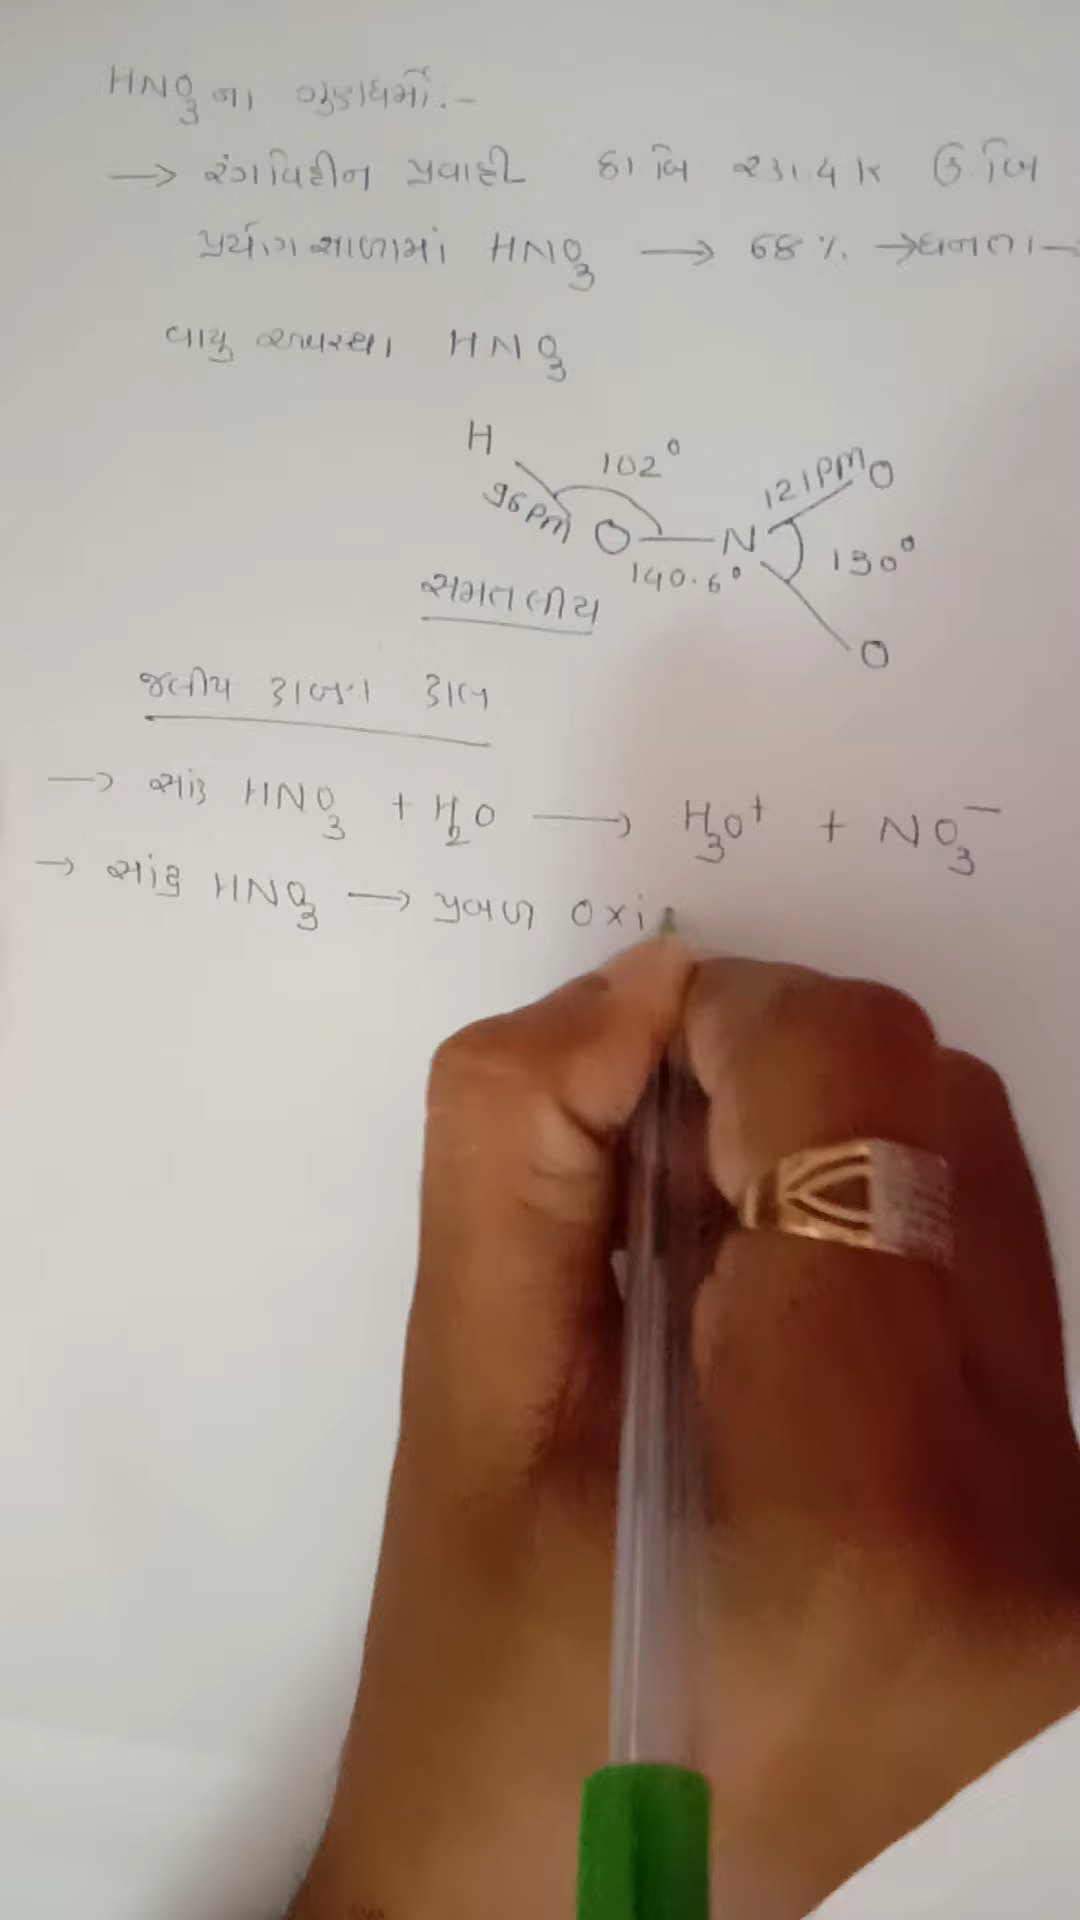 HNO3 ના ગુણધર્મો :-
→ રંગવિહીન પ્રવાહી ઠા બિ 231.4 K ઉ.બિ
પ્રયોગશાળામાં HNO3 → 68 % → ઘનતા →
વાયુ અવસ્થા HNO3
H 102° 121PM O
96PM O — N 130°
140.6°
સમતલીય
O
જલીય દ્રાવણ
→ સાંદ્ર HNO3 + H2O → H3O+ + NO3−
→ સાંદ્ર HNO3 → પ્રબળ oxi